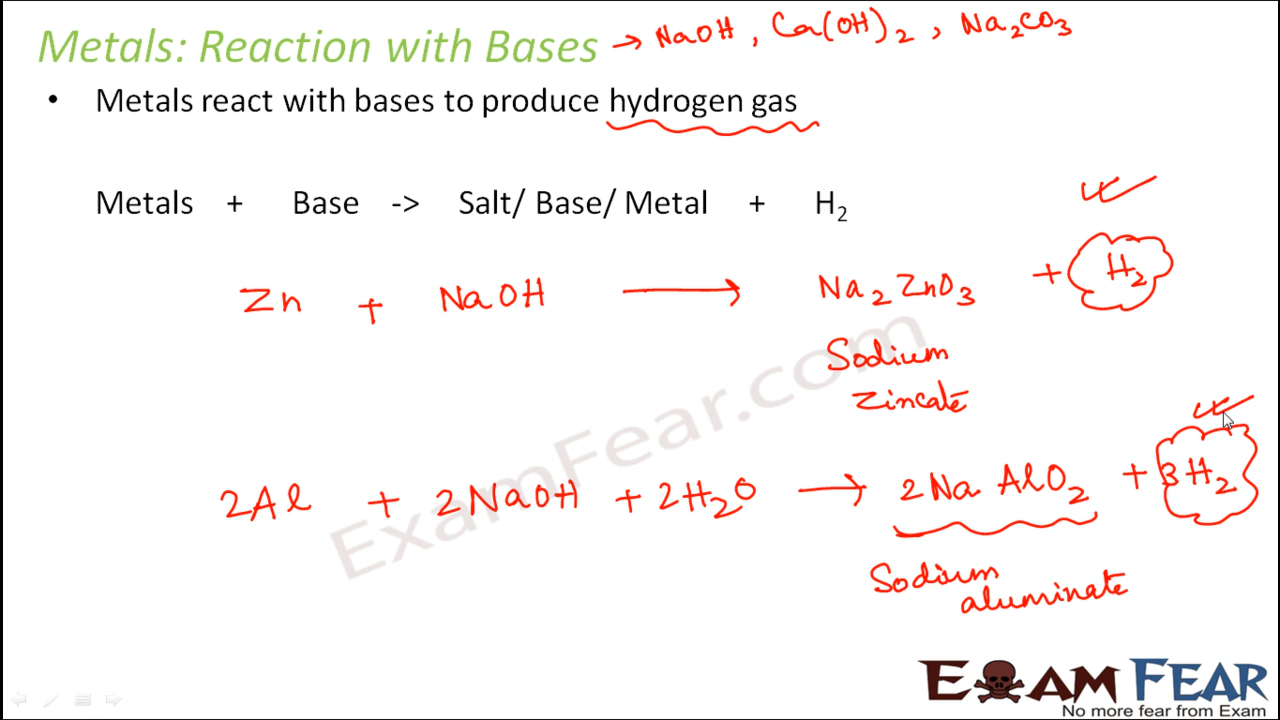 Metals: Reaction with Bases → NaOH, Ca(OH)2, Na2CO3
• Metals react with bases to produce hydrogen gas
Metals + Base -> Salt/ Base/ Metal + H2
Zn + NaOH → Na2ZnO3 + H2
Sodium
zincate
2Al + 2NaOH + 2H2O → 2NaAlO2 + 3H2
Sodium
aluminate
ExamFear.com
EXAM FEAR
No more fear from Exam